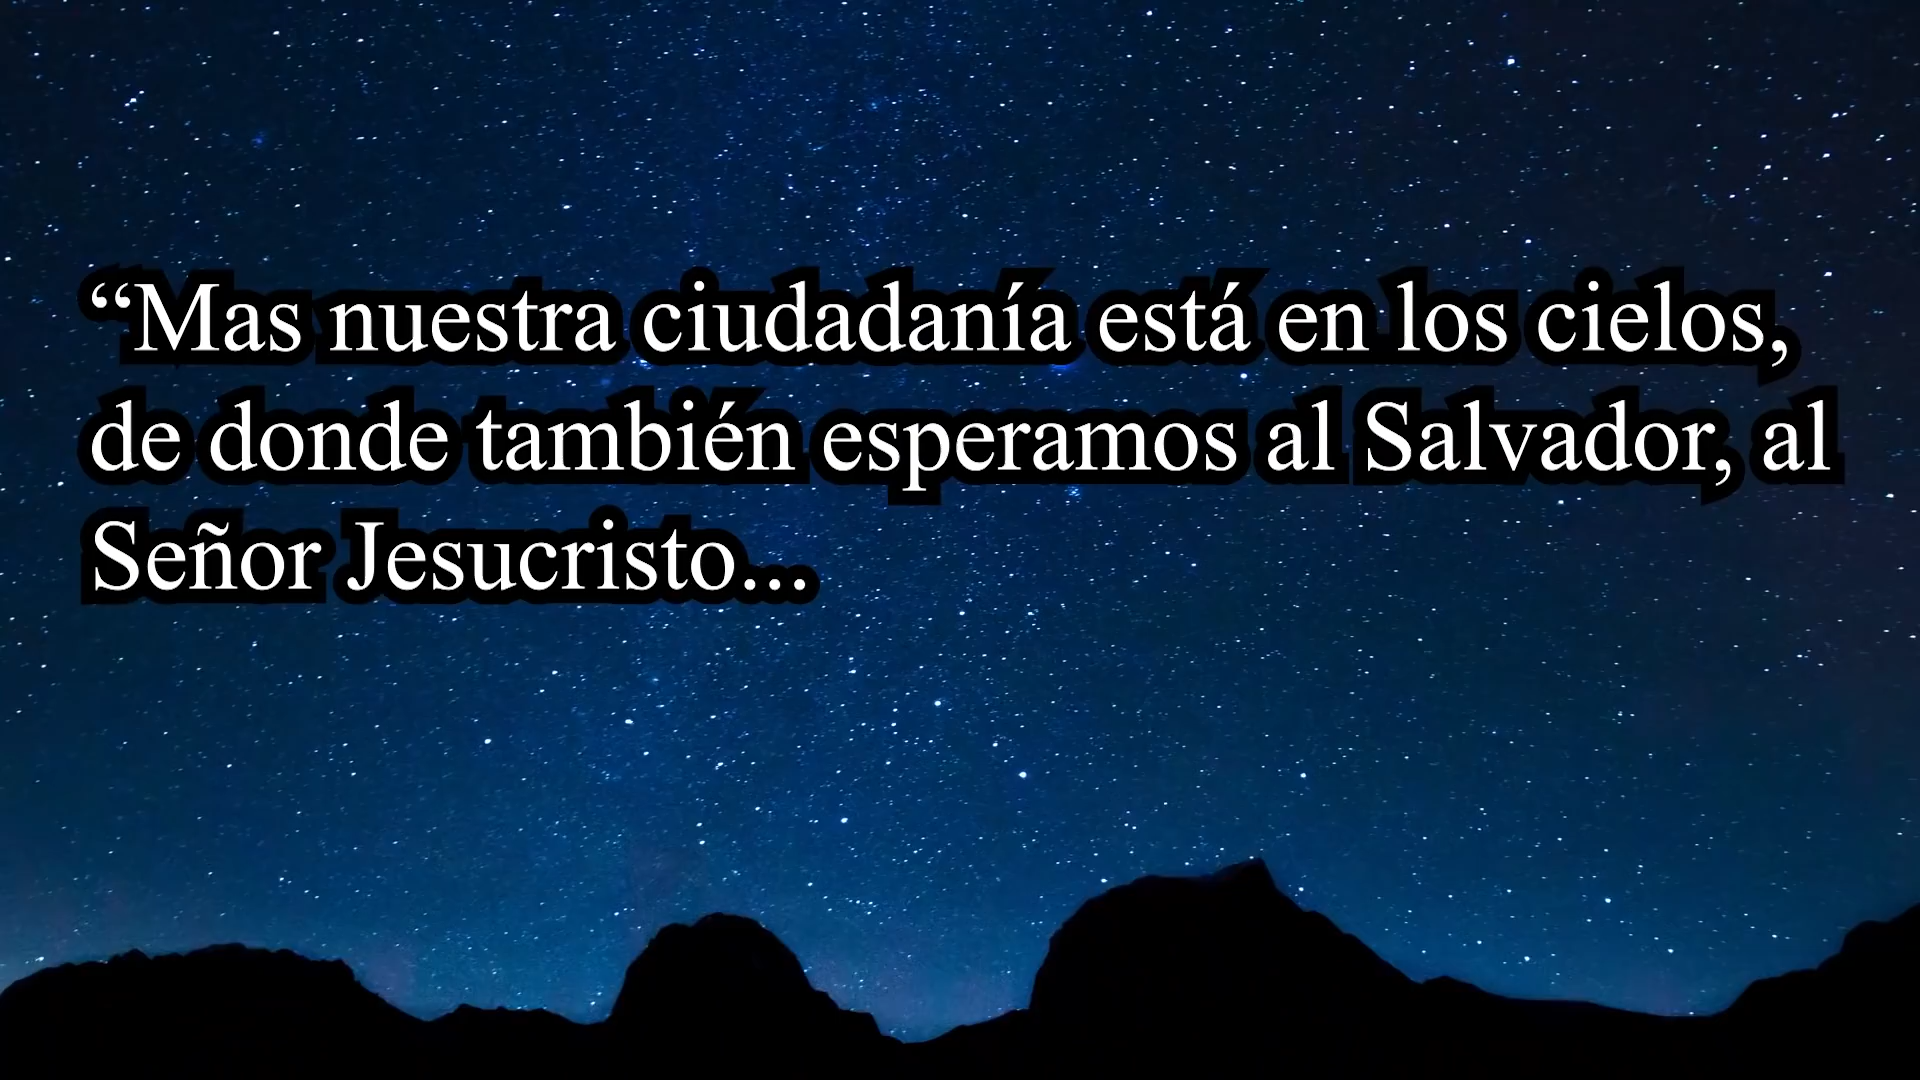 “Mas nuestra ciudadanía está en los cielos,
de donde también esperamos al Salvador, al
Señor Jesucristo...